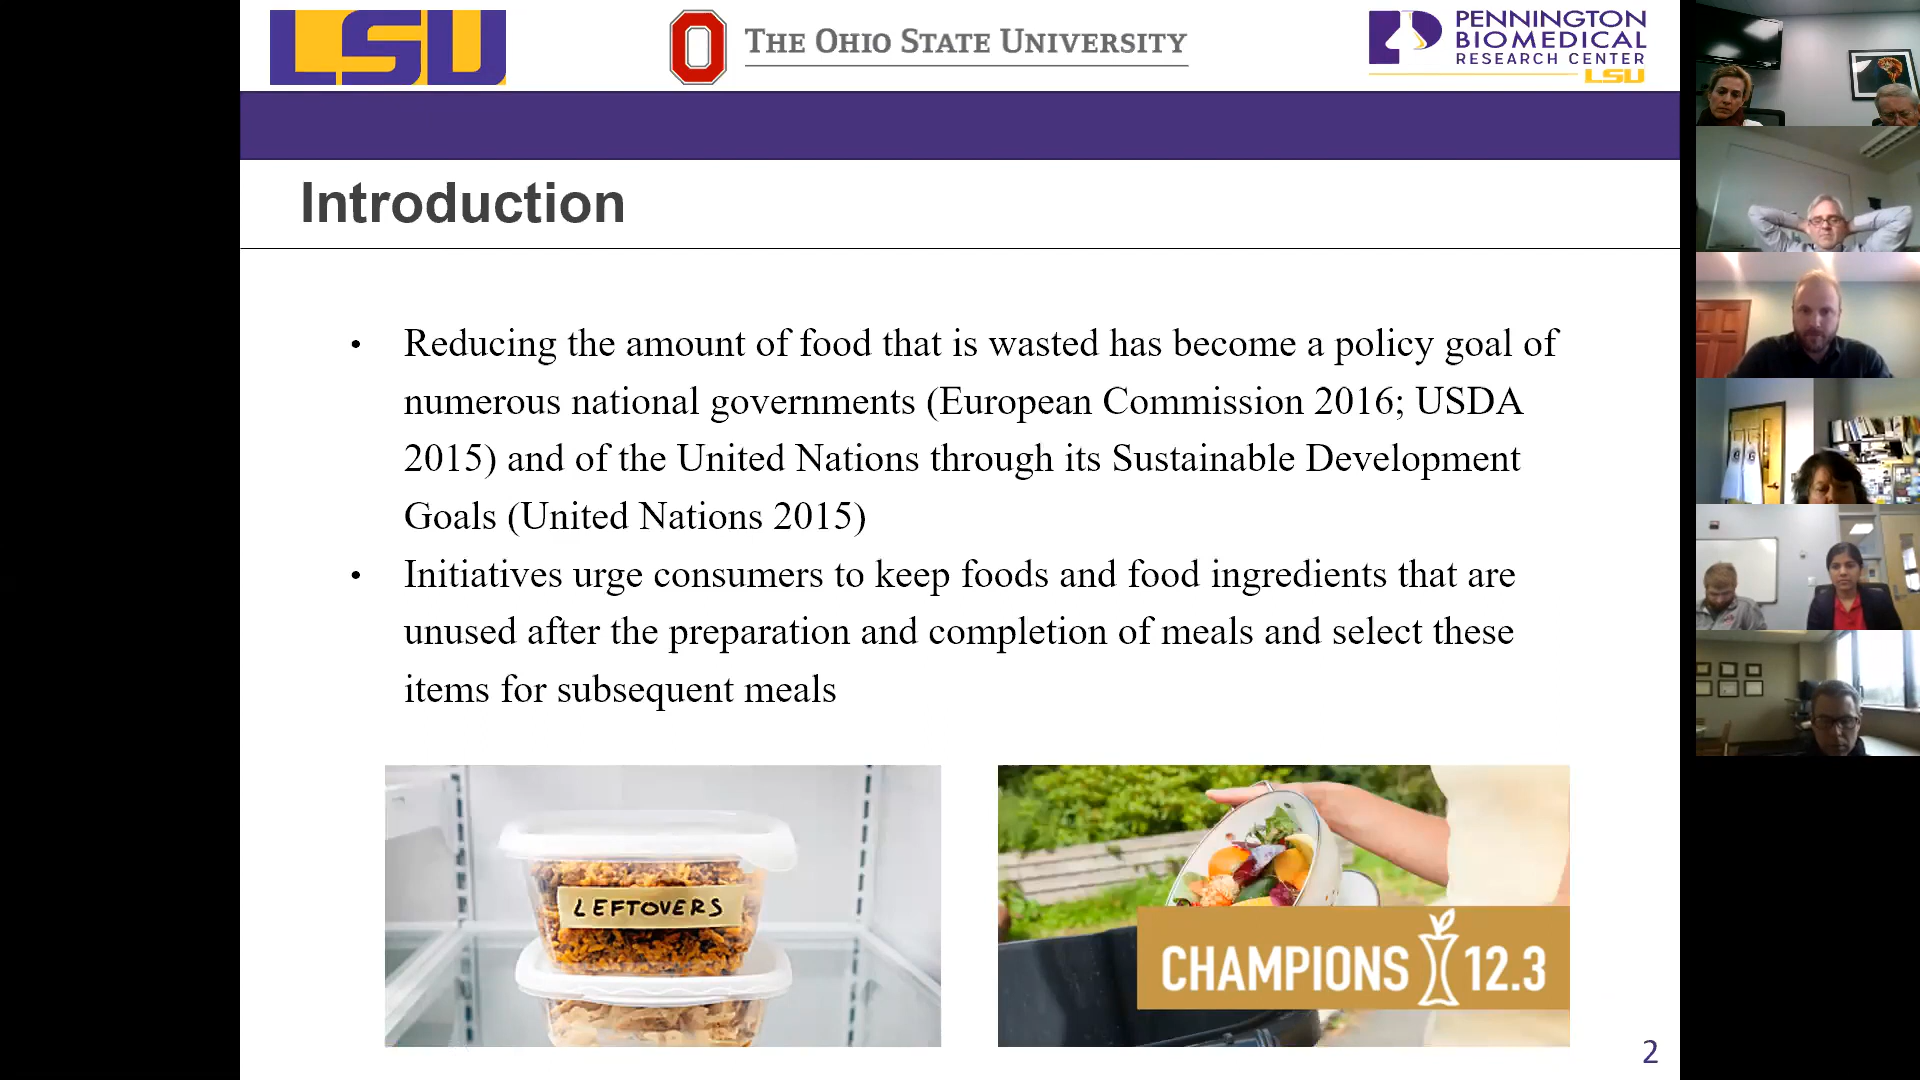 LSU
THE OHIO STATE UNIVERSITY
PENNINGTON
BIOMEDICAL
RESEARCH CENTER
LSU
Introduction
• Reducing the amount of food that is wasted has become a policy goal of
numerous national governments (European Commission 2016; USDA
2015) and of the United Nations through its Sustainable Development
Goals (United Nations 2015)
• Initiatives urge consumers to keep foods and food ingredients that are
unused after the preparation and completion of meals and select these
items for subsequent meals
LEFTOVERS
CHAMPIONS 12.3
2